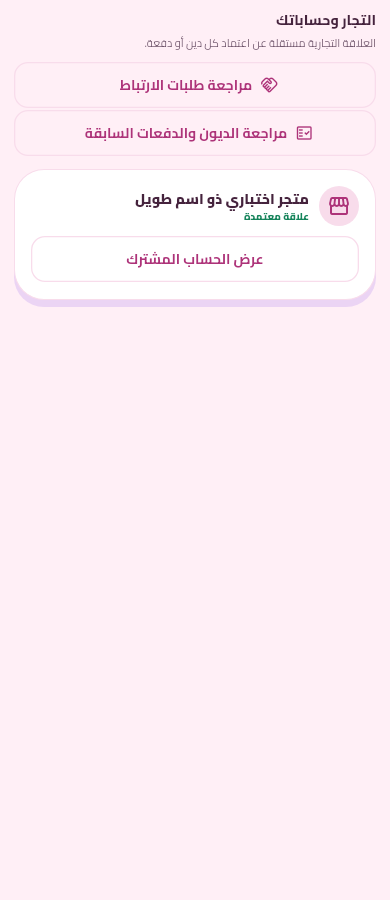 التجار وحساباتك
العلاقة التجارية مستقلة عن اعتماد كل دين أو دفعة.
مراجعة طلبات الارتباط
مراجعة الديون والدفعات السابقة
متجر اختباري ذو اسم طويل
علاقة معتمدة
عرض الحساب المشترك